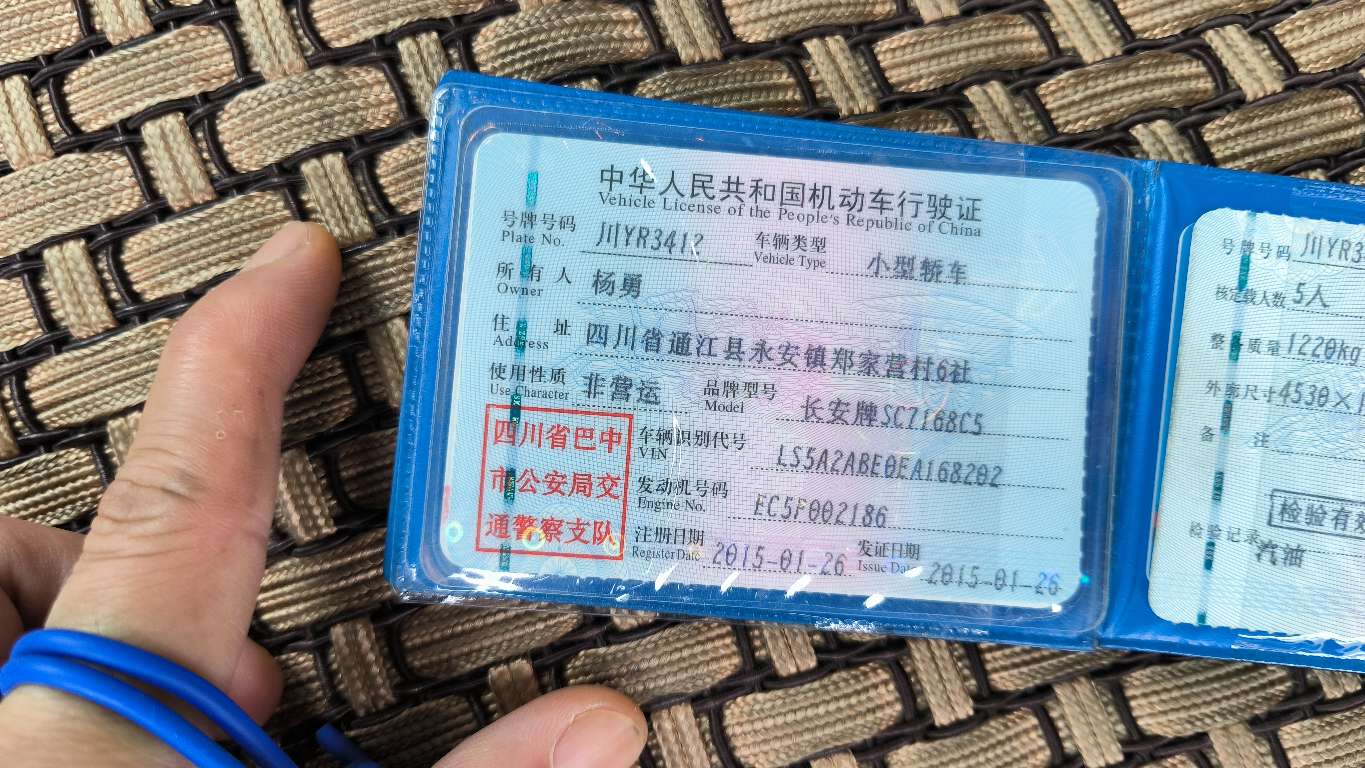 中华人民共和国机动车行驶证
Vehicle License of the People's Republic of China
号牌号码 川YR3412 车辆类型 小型轿车
Plate No. Vehicle Type
所有人 杨勇
Owner
住址 四川省通江县永安镇郑家营村6社
Address
使用性质 非营运 品牌型号 长安牌SC7168C5
Use Character Model
四川省巴中
市公安局交
通警察支队
车辆识别代号 LS5A2ABE0EA168202
VIN
发动机号码 EC5F002186
Engine No.
注册日期 2015-01-26 发证日期 2015-01-26
Register Date Issue Date
号牌号码 川YR3
核定载人数 5人
整备质量 1220kg
外廓尺寸 4530×
备注
检验有
检验记录 汽油